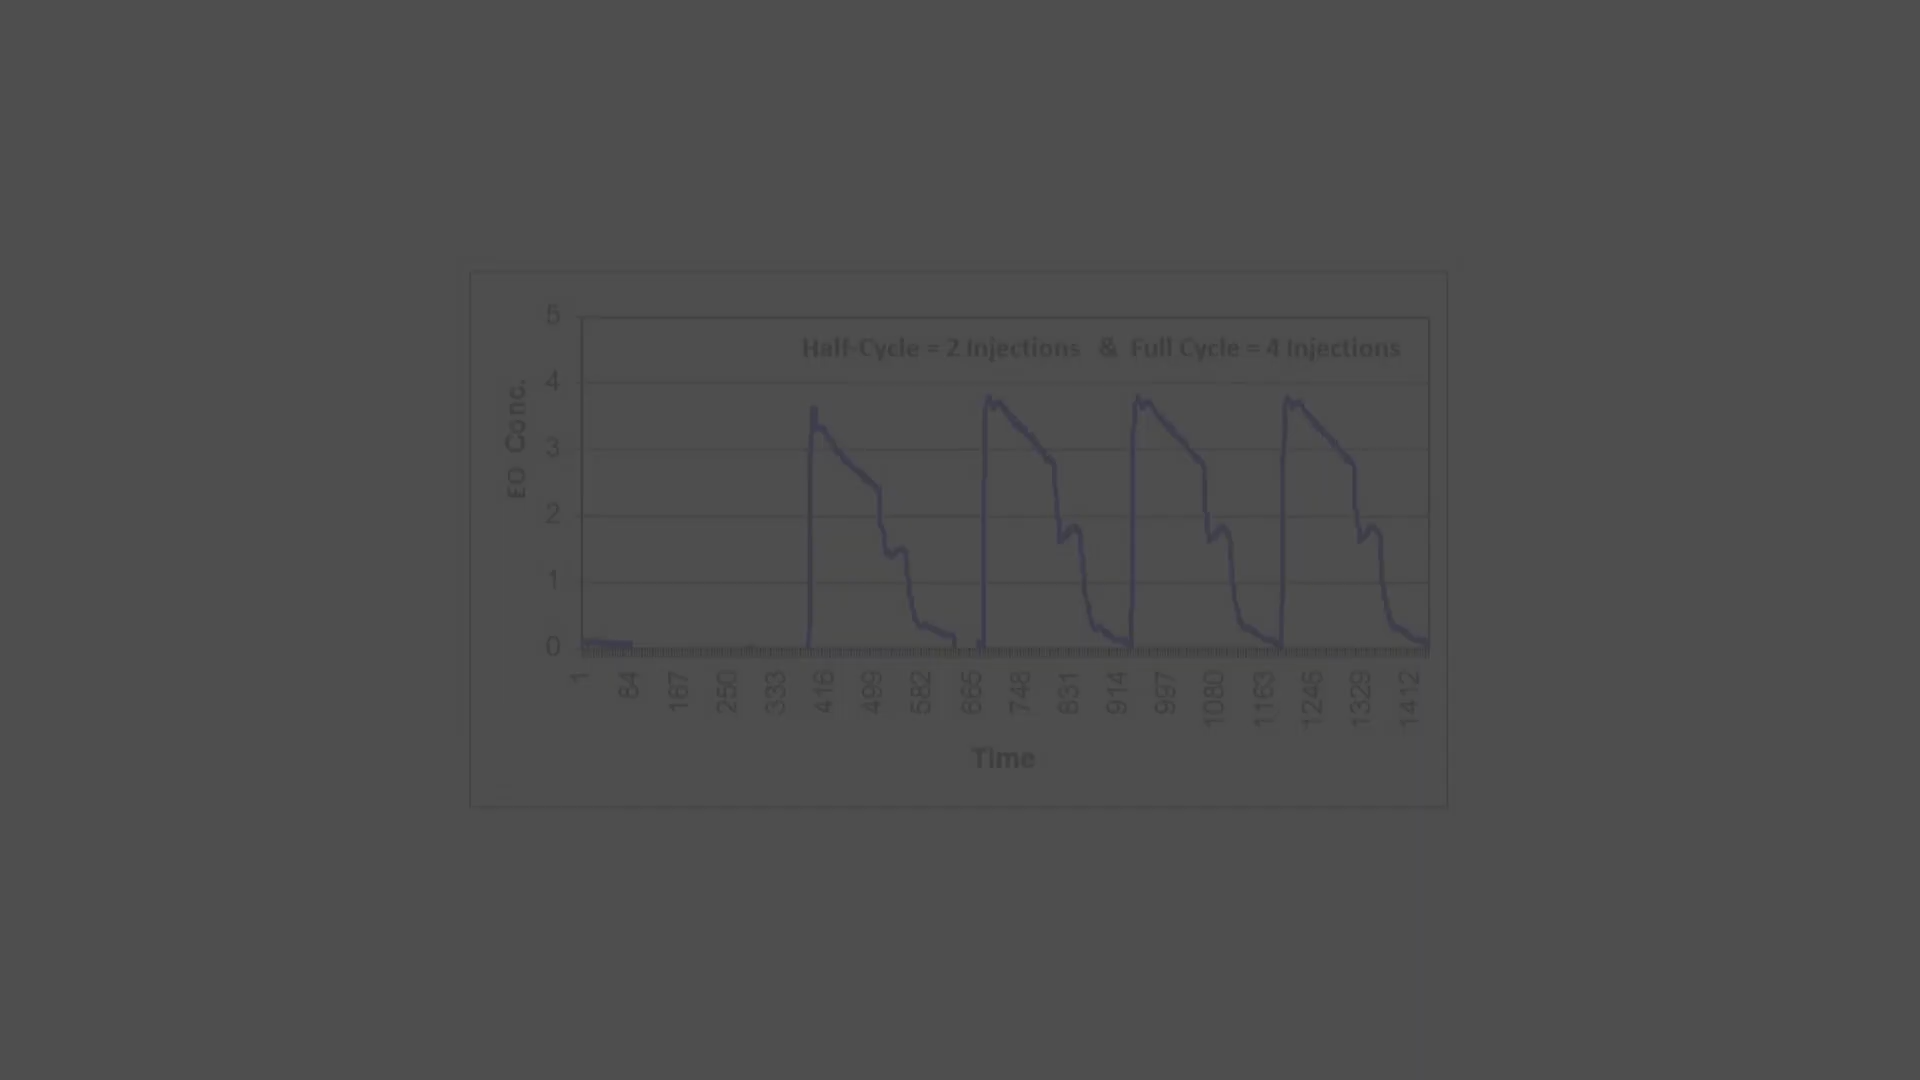 5
Half-Cycle = 2 Injections & Full Cycle = 4 Injections
4
EO Conc.
3
2
1
0
1 84 167 250 333 416 499 582 665 748 831 914 997 1080 1163 1246 1329 1412
Time